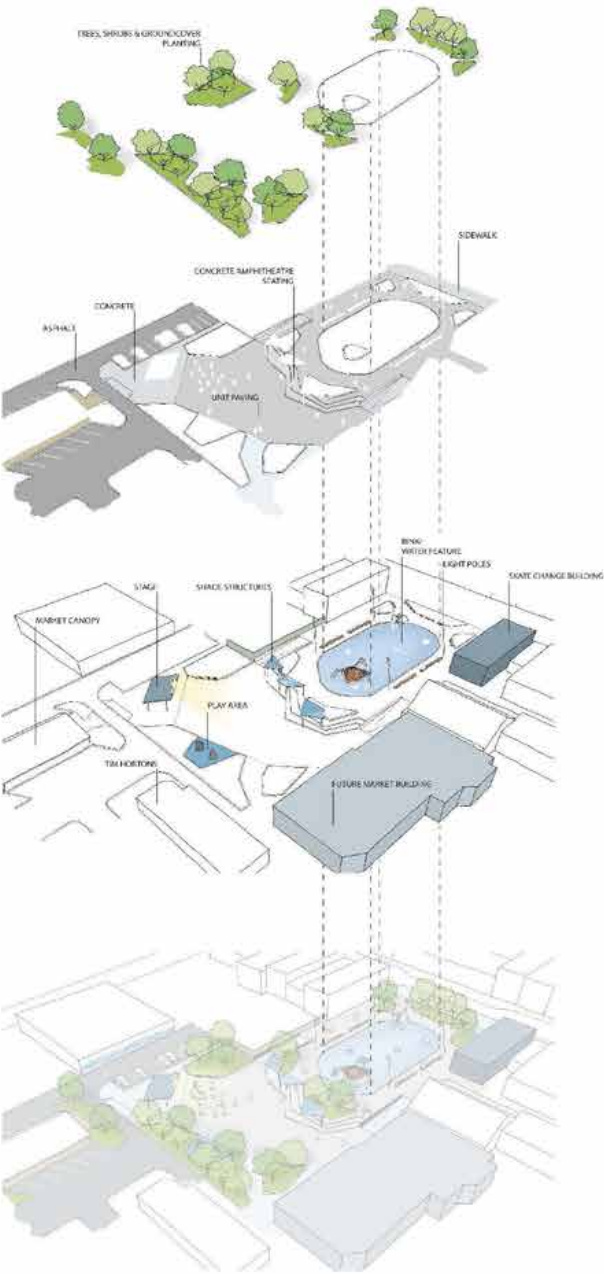 TREES, SHRUBS & GROUNDCOVER
PLANTING
SIDEWALK
CONCRETE AMPHITHEATRE
SEATING
CONCRETE
ASPHALT
UNIT PAVING
RINK/
WATER FEATURE
LIGHT POLES
SKATE CHANGE BUILDING
STAGE
SHADE STRUCTURES
MARKET CANOPY
PLAY AREA
TIM HORTONS
FUTURE MARKET BUILDING